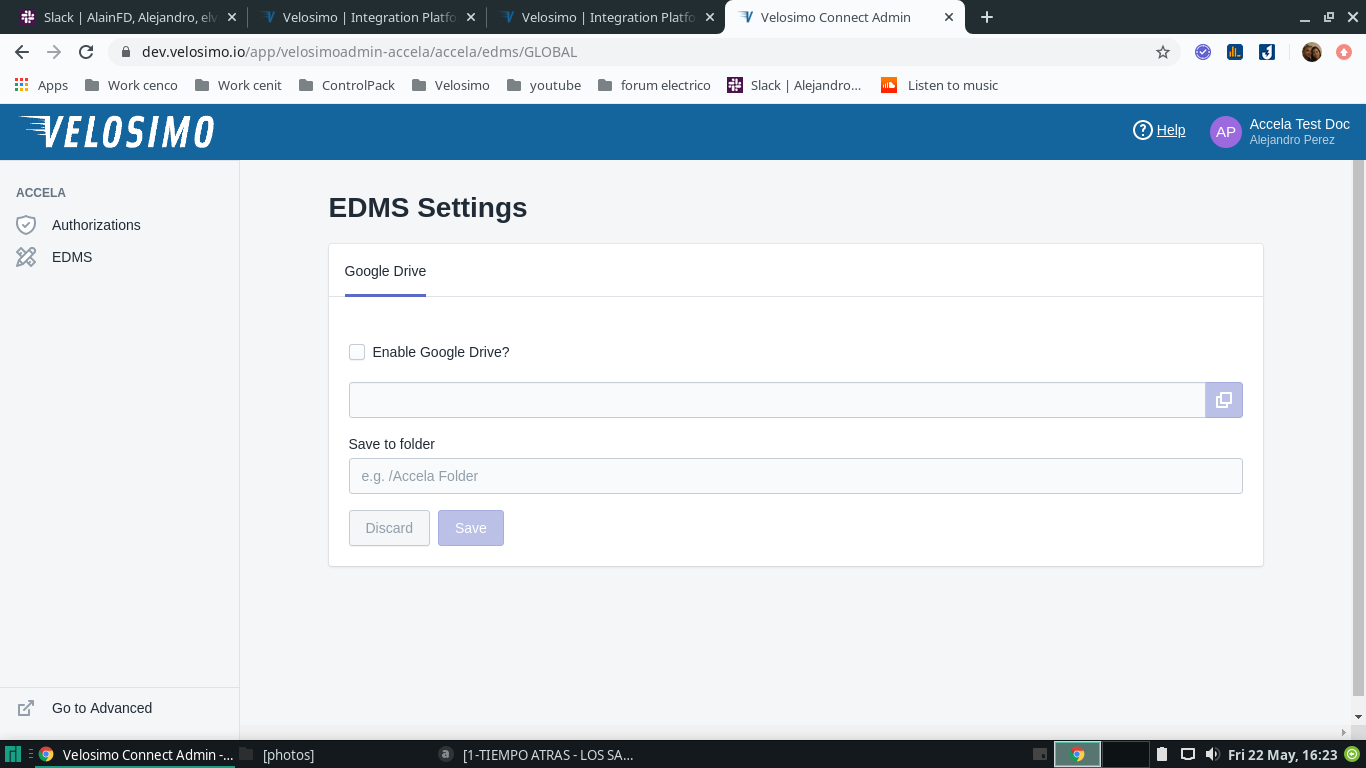 Slack | AlainFD, Alejandro, elv
Velosimo | Integration Platfo
Velosimo | Integration Platfo
Velosimo Connect Admin
dev.velosimo.io/app/velosimoadmin-accela/accela/edms/GLOBAL
Apps
Work cenco
Work cenit
ControlPack
Velosimo
youtube
forum electrico
Slack | Alejandro...
Listen to music
VELOSIMO
? Help
AP
Accela Test Doc
Alejandro Perez
ACCELA
Authorizations
EDMS
Go to Advanced
EDMS Settings
Google Drive
Enable Google Drive?
Save to folder
e.g. /Accela Folder
Discard
Save
Velosimo Connect Admin -...
[photos]
a
[1-TIEMPO ATRAS - LOS SA...
Fri 22 May, 16:23